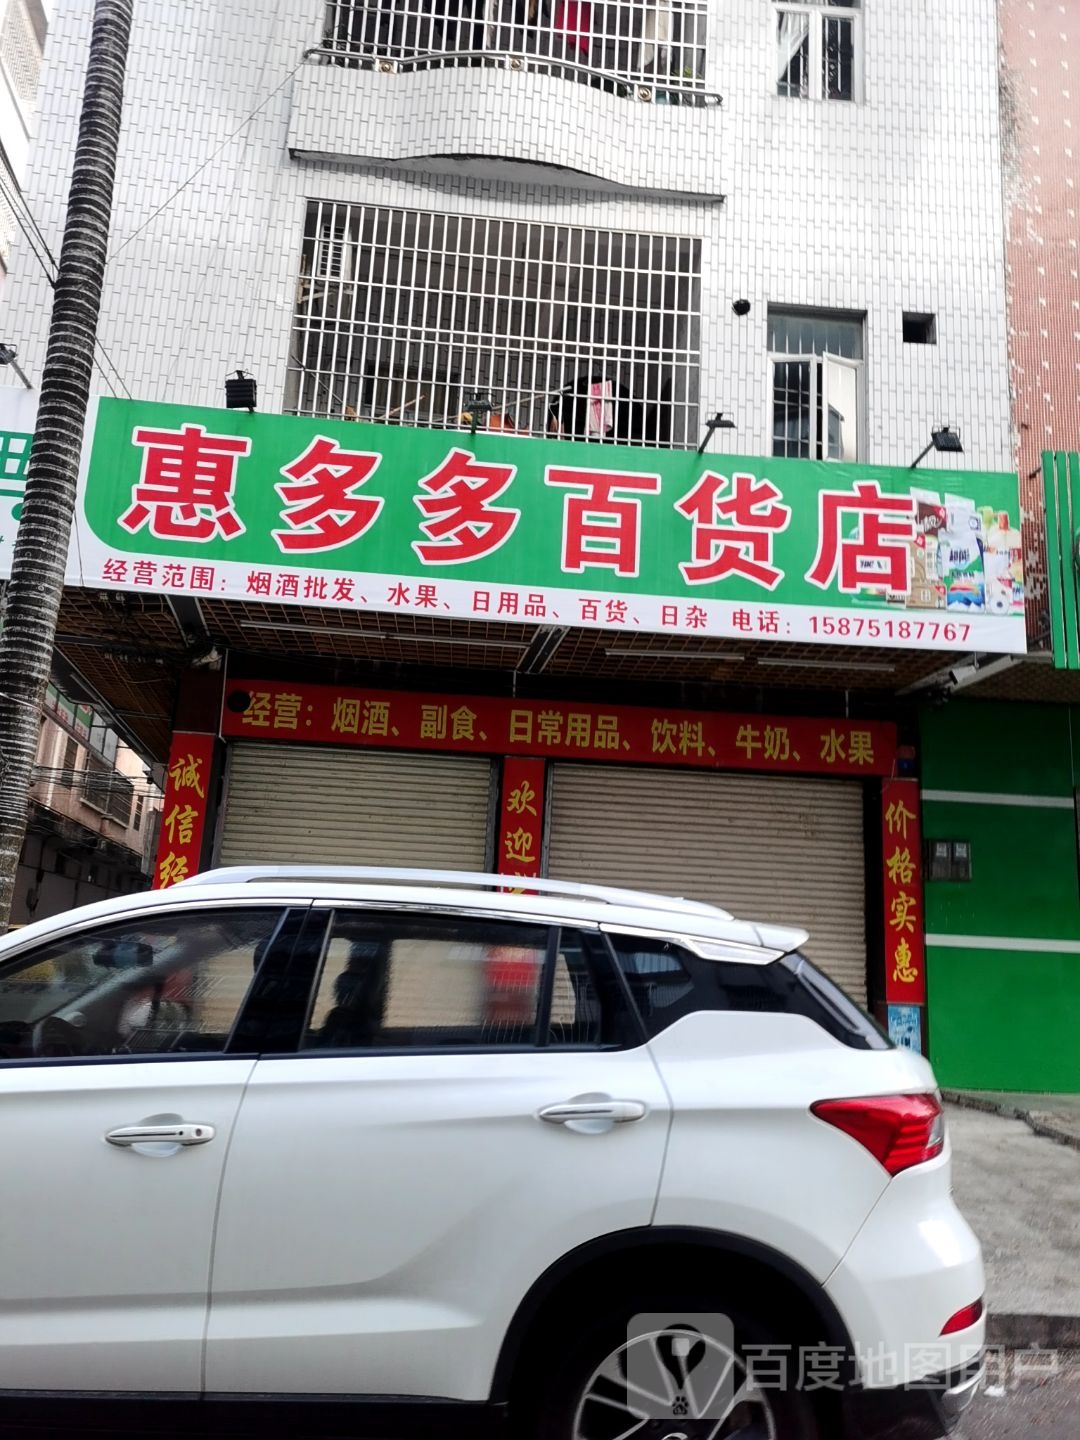 惠多多百货店
经营范围：烟酒批发、水果、日用品、百货、日杂 电话：15875187767
经营：烟酒、副食、日常用品、饮料、牛奶、水果
诚信经
欢迎
价格实惠
百度地图用户